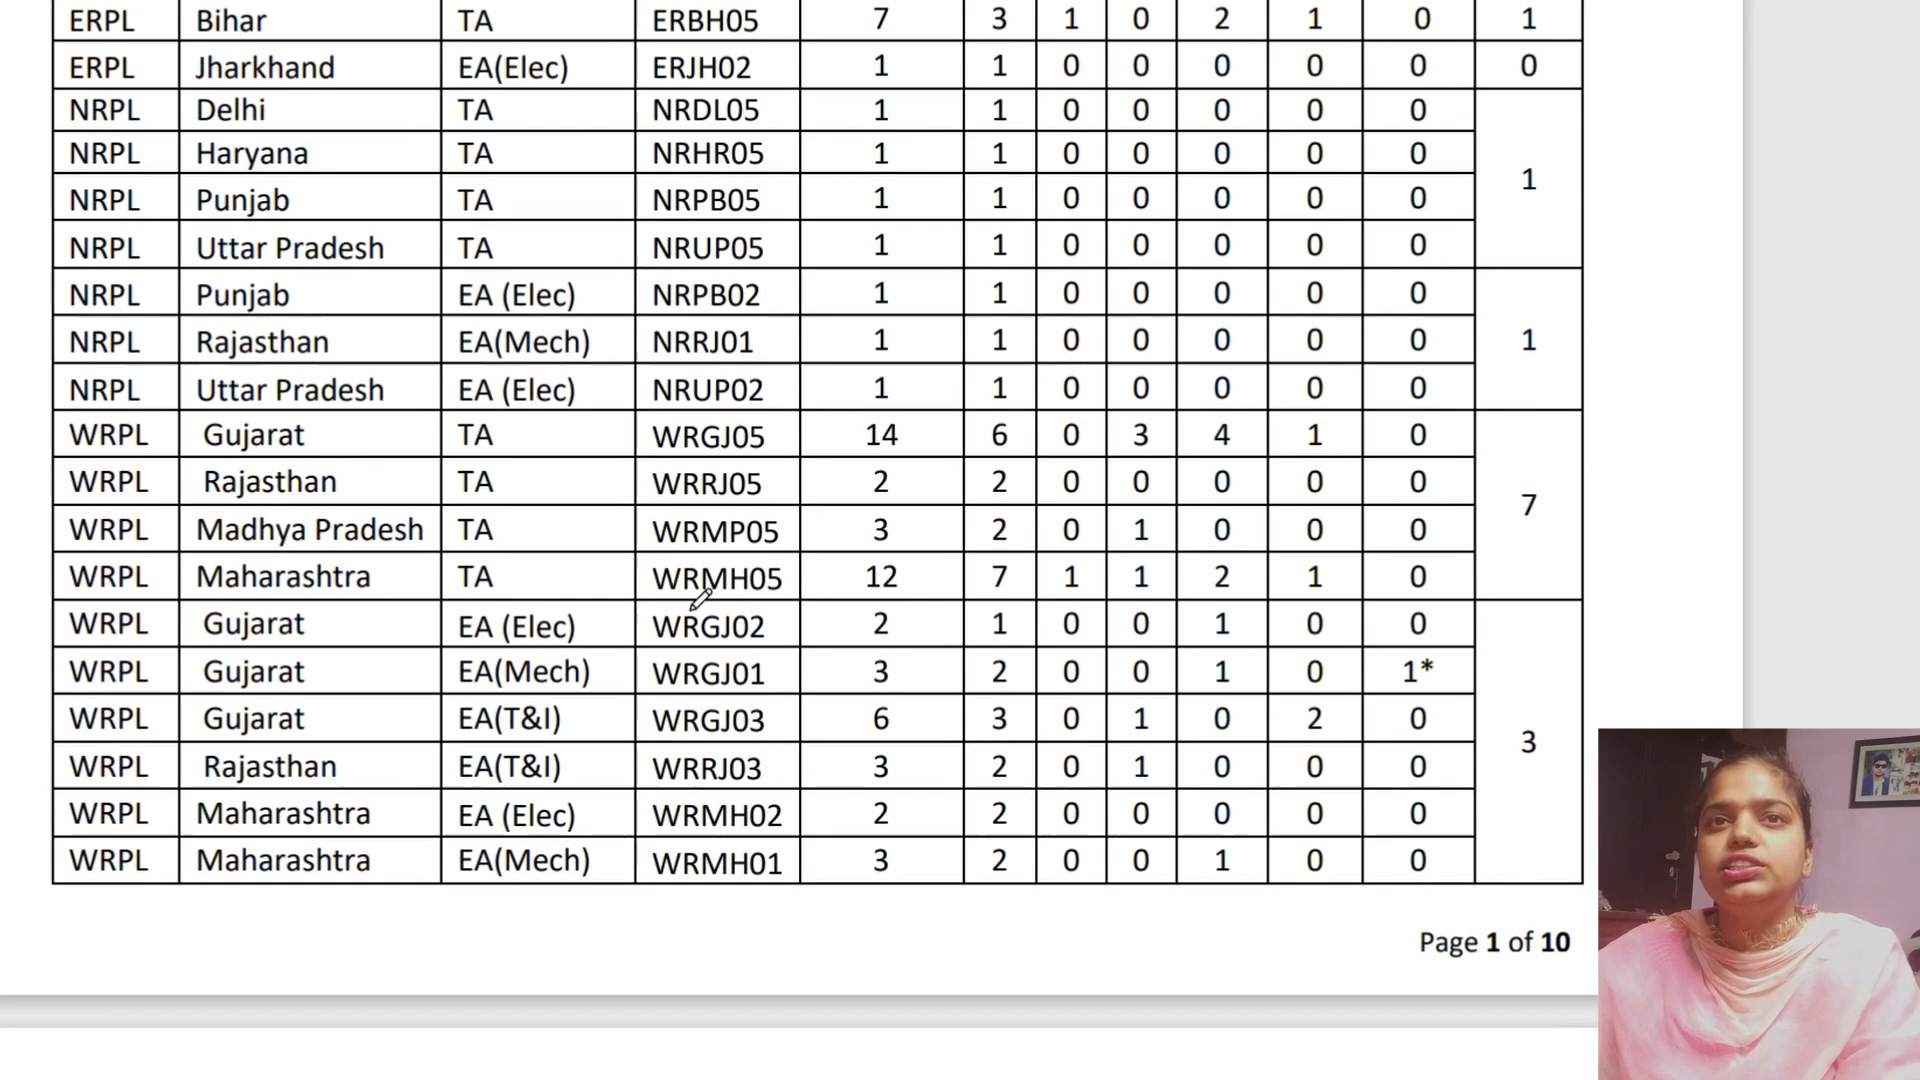 ERPL Bihar TA ERBH05 7 3 1 0 2 1 0 1
ERPL Jharkhand EA(Elec) ERJH02 1 1 0 0 0 0 0 0
NRPL Delhi TA NRDL05 1 1 0 0 0 0 0
NRPL Haryana TA NRHR05 1 1 0 0 0 0 0
1
NRPL Punjab TA NRPB05 1 1 0 0 0 0 0
NRPL Uttar Pradesh TA NRUP05 1 1 0 0 0 0 0
NRPL Punjab EA (Elec) NRPB02 1 1 0 0 0 0 0
NRPL Rajasthan EA(Mech) NRRJ01 1 1 0 0 0 0 0 1
NRPL Uttar Pradesh EA (Elec) NRUP02 1 1 0 0 0 0 0
WRPL Gujarat TA WRGJ05 14 6 0 3 4 1 0
WRPL Rajasthan TA WRRJ05 2 2 0 0 0 0 0
7
WRPL Madhya Pradesh TA WRMP05 3 2 0 1 0 0 0
WRPL Maharashtra TA WRMH05 12 7 1 1 2 1 0
WRPL Gujarat EA (Elec) WRGJ02 2 1 0 0 1 0 0
WRPL Gujarat EA(Mech) WRGJ01 3 2 0 0 1 0 1*
WRPL Gujarat EA(T&I) WRGJ03 6 3 0 1 0 2 0
3
WRPL Rajasthan EA(T&I) WRRJ03 3 2 0 1 0 0 0
WRPL Maharashtra EA (Elec) WRMH02 2 2 0 0 0 0 0
WRPL Maharashtra EA(Mech) WRMH01 3 2 0 0 1 0 0
Page 1 of 10